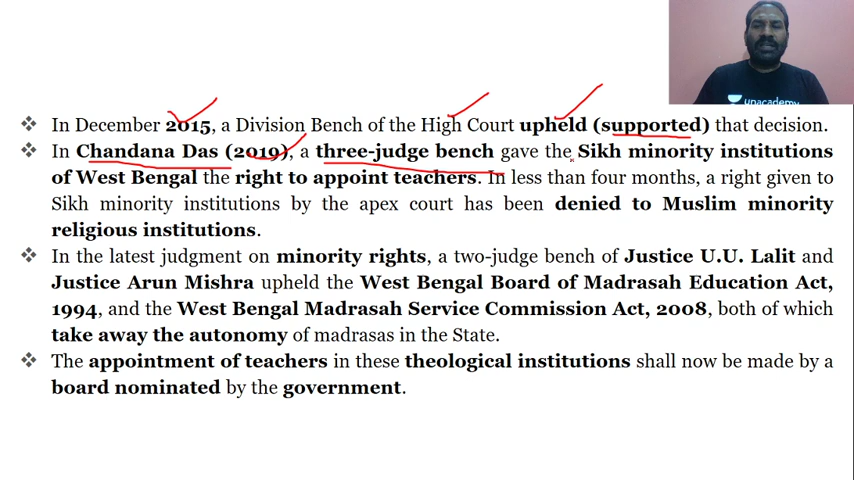 unacademy
❖ In December 2015, a Division Bench of the High Court upheld (supported) that decision.
❖ In Chandana Das (2019), a three-judge bench gave the Sikh minority institutions
of West Bengal the right to appoint teachers. In less than four months, a right given to
Sikh minority institutions by the apex court has been denied to Muslim minority
religious institutions.
❖ In the latest judgment on minority rights, a two-judge bench of Justice U.U. Lalit and
Justice Arun Mishra upheld the West Bengal Board of Madrasah Education Act,
1994, and the West Bengal Madrasah Service Commission Act, 2008, both of which
take away the autonomy of madrasas in the State.
❖ The appointment of teachers in these theological institutions shall now be made by a
board nominated by the government.